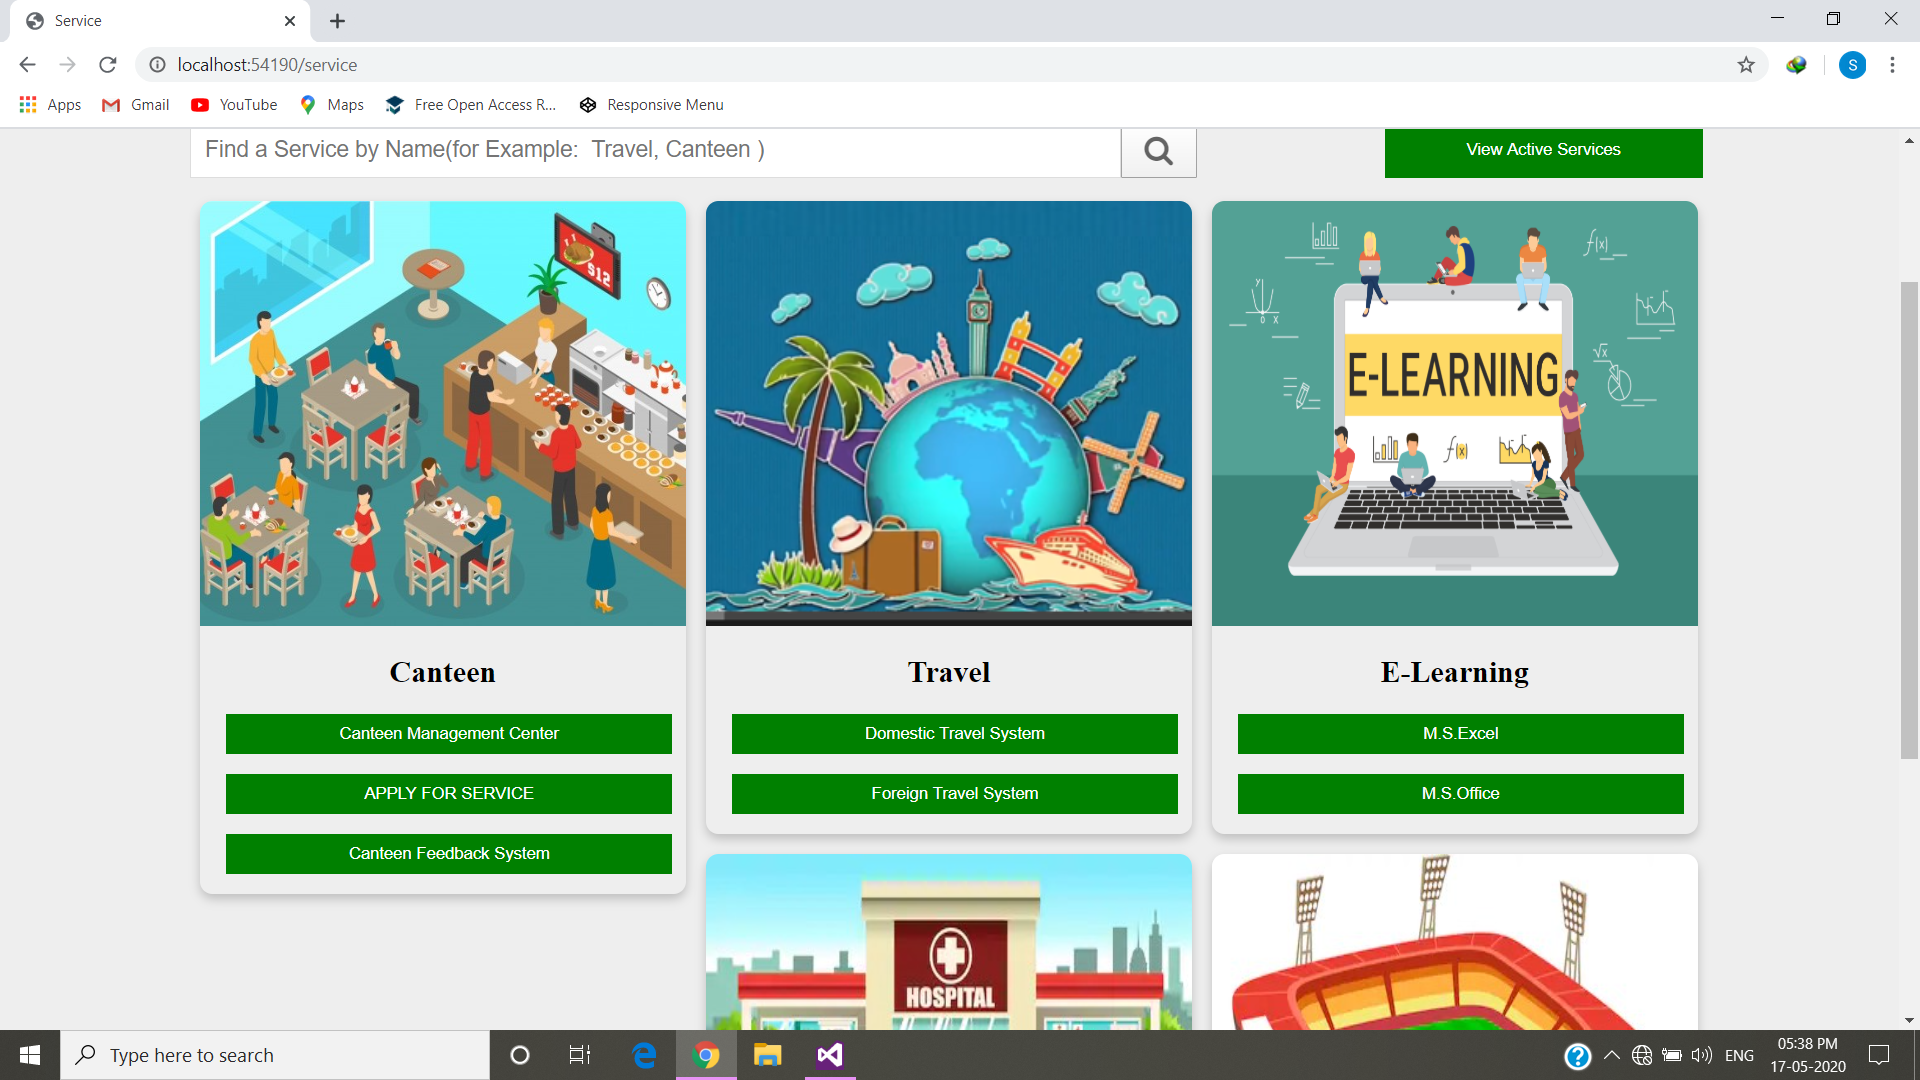 Service
localhost:54190/service
Apps
Gmail
YouTube
Maps
Free Open Access R...
Responsive Menu
Find a Service by Name(for Example:  Travel, Canteen )
View Active Services
$12
f(x)
y
0 x
√x
E-LEARNING
f(x)
Canteen
Travel
E-Learning
Canteen Management Center
Domestic Travel System
M.S.Excel
APPLY FOR SERVICE
Foreign Travel System
M.S.Office
Canteen Feedback System
HOSPITAL
Type here to search
ENG
05:38 PM
17-05-2020
S